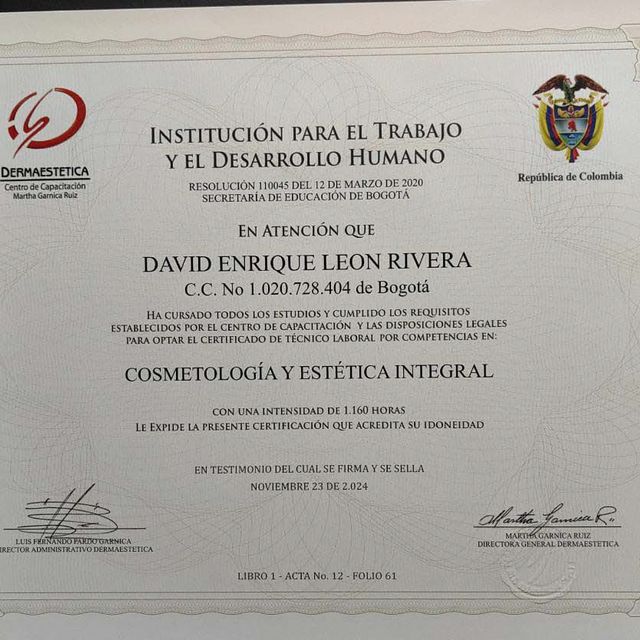 DERMAESTETICA
Centro de Capacitación
Martha Garnica Ruiz
República de Colombia
INSTITUCIÓN PARA EL TRABAJO
Y EL DESARROLLO HUMANO
RESOLUCIÓN 110045 DEL 12 DE MARZO DE 2020
SECRETARÍA DE EDUCACIÓN DE BOGOTÁ
EN ATENCIÓN QUE
DAVID ENRIQUE LEON RIVERA
C.C. No 1.020.728.404 de Bogotá
HA CURSADO TODOS LOS ESTUDIOS Y CUMPLIDO LOS REQUISITOS
ESTABLECIDOS POR EL CENTRO DE CAPACITACIÓN Y LAS DISPOSICIONES LEGALES
PARA OPTAR EL CERTIFICADO DE TÉCNICO LABORAL POR COMPETENCIAS EN:
COSMETOLOGÍA Y ESTÉTICA INTEGRAL
CON UNA INTENSIDAD DE 1.160 HORAS
LE EXPIDE LA PRESENTE CERTIFICACIÓN QUE ACREDITA SU IDONEIDAD
EN TESTIMONIO DEL CUAL SE FIRMA Y SE SELLA
NOVIEMBRE 23 DE 2.024
LUIS FERNANDO PARDO GARNICA
DIRECTOR ADMINISTRATIVO DERMAESTETICA
Martha Garnica R.
MARTHA GARNICA RUIZ
DIRECTORA GENERAL DERMAESTETICA
LIBRO 1 - ACTA No. 12 - FOLIO 61